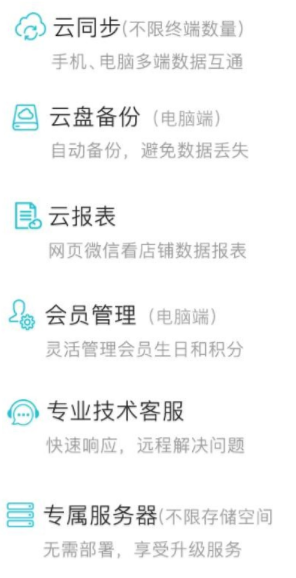 云同步(不限终端数量)
手机、电脑多端数据互通
云盘备份（电脑端）
自动备份，避免数据丢失
云报表
网页微信看店铺数据报表
会员管理（电脑端）
灵活管理会员生日和积分
专业技术客服
快速响应，远程解决问题
专属服务器(不限存储空间
无需部署，享受升级服务